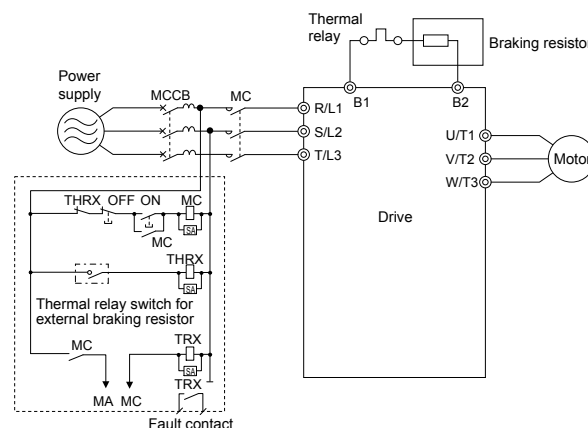 Thermal
relay
Braking resistor
Power
supply
MCCB
MC
B1
B2
R/L1
S/L2
T/L3
U/T1
V/T2
W/T3
Motor
Drive
THRX
OFF
ON
MC
SA
MC
THRX
SA
Thermal relay switch for
external braking resistor
MC
TRX
SA
MA
MC
TRX
Fault contact